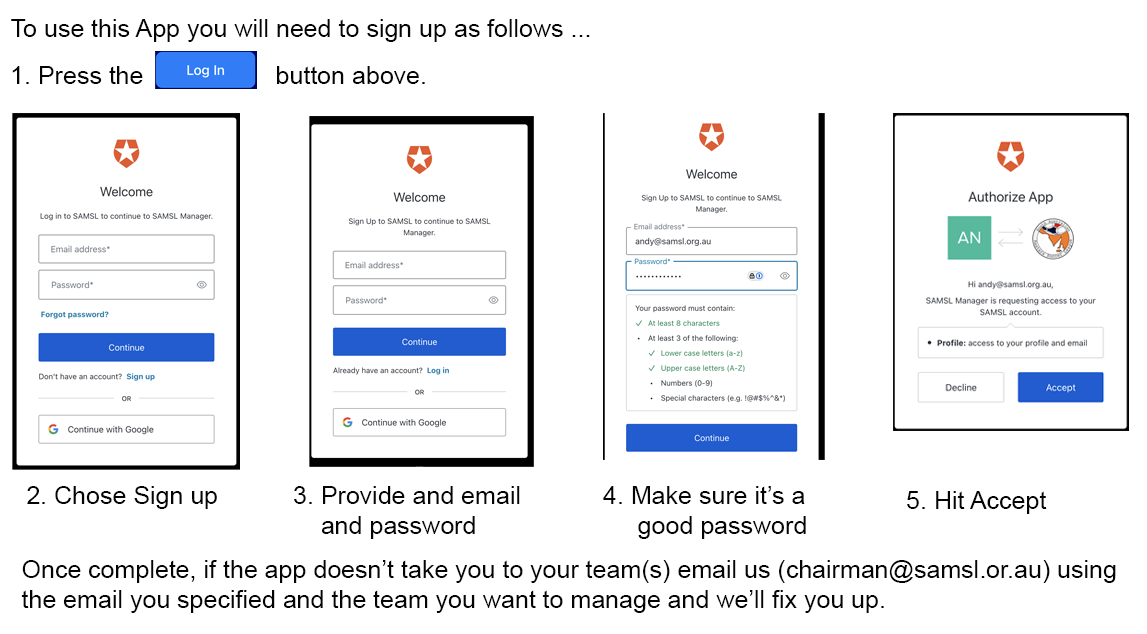 To use this App you will need to sign up as follows ...
1. Press the Log In button above.
Welcome
Log in to SAMSL to continue to SAMSL Manager.
Email address*
Password*
Forgot password?
Continue
Don't have an account? Sign up
OR
Continue with Google
2. Chose Sign up
Welcome
Sign Up to SAMSL to continue to SAMSL
Manager.
Email address*
Password*
Continue
Already have an account? Log in
OR
Continue with Google
3. Provide and email
and password
Welcome
Sign Up to SAMSL to continue to SAMSL
Manager.
Email address*
andy@samsl.org.au
Password*
••••••••••••
Your password must contain:
✓ At least 8 characters
• At least 3 of the following:
✓ Lower case letters (a-z)
✓ Upper case letters (A-Z)
• Numbers (0-9)
• Special characters (e.g. !@#$%^&*)
Continue
4. Make sure it's a
good password
Authorize App
AN
Hi andy@samsl.org.au,
SAMSL Manager is requesting access to your
SAMSL account.
• Profile: access to your profile and email
Decline
Accept
5. Hit Accept
Once complete, if the app doesn't take you to your team(s) email us (chairman@samsl.or.au) using
the email you specified and the team you want to manage and we'll fix you up.